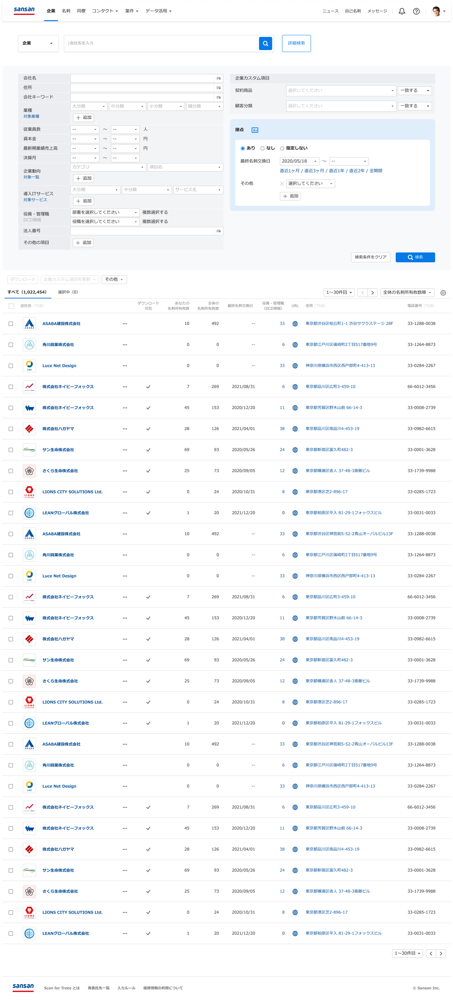 sansan 企業 名刺 同僚 コンタクト 案件 データ活用 ニュース 自己名刺 メッセージ
企業 会社名を入力 詳細検索
会社名
住所
会社キーワード
業種 大分類 中分類 小分類 細分類
対象業種 追加
従業員数 -- ～ -- 人
資本金 -- ～ -- 円
最新期業績売上高 -- ～ -- 円
決算月 -- ～ --
企業動向 カテゴリ 項目名
対象一覧 追加
導入ITサービス 大分類 中分類 サービス名
対象サービス 追加
役員・管理職 部署を選択してください 複数選択する
DCD情報 役職を選択してください 複数選択する
法人番号
その他の項目 追加
企業カスタム項目
契約商品 選択してください 一致する
顧客分類 選択してください 一致する
接点
あり なし 指定しない
最終名刺交換日 2020/05/18 ～ --
直近1ヶ月 / 直近3ヶ月 / 直近1年 / 直近2年 / 全期間
その他 選択してください
追加
検索条件をクリア 検索
ダウンロード 企業カスタム項目を更新 その他
すべて（1,022,454） 選択中（0） 1～30件目 全体の名刺所有枚数順
会社名（TDB） ダウンロード可否 あなたの名刺所有枚数 全体の名刺所有枚数 最終名刺交換日 役員・管理職（DCD情報） URL 住所（TDB） 電話番号（TDB）
ASABA ASABA建設株式会社 ••• 10 492 -- 33 東京都渋谷区桜丘町1-1 渋谷サクラステージ 28F 33-1288-0038
角川興業株式会社 ••• 0 0 -- 6 東京都江戸川区篠崎町2丁目517番地9号 33-1264-8873
LND Luce Net Design ••• 0 0 -- 33 神奈川県横浜市西区西戸部町4-413-13 33-0284-2267
株式会社ネイビーフォックス ••• 7 269 2021/08/31 6 東京都品川区広町3-459-10 66-6012-3456
株式会社ネイビーフォックス ••• 45 153 2020/12/20 11 東京都芳賀区野木山前 66-14-3 33-0008-2739
株式会社ハガヤマ ••• 28 126 2021/04/01 38 東京都品川区南品川4-453-19 33-0982-6615
サン生命株式会社 ••• 69 93 2020/05/26 24 東京都新宿区富久町482-3 33-0001-3628
さくら生命株式会社 ••• 25 73 2020/09/05 12 東京都横浦区舎人 37-48-3斎藤ビル 33-1739-9988
LIONS CITY SOLUTIONS LIONS CITY SOLUTIONS Ltd. ••• 0 24 2020/10/31 8 東京都港区芝2-896-17 33-0285-1723
LEANグローバル株式会社 ••• 1 20 2021/12/20 0 東京都柏原区平入 81-29-1フォックスビル 33-0031-0033
ASABA ASABA建設株式会社 ••• 10 492 -- 33 東京都渋谷区神宮前5-52-2青山オーバルビル13F 33-1288-0038
角川興業株式会社 ••• 0 0 -- 6 東京都江戸川区篠崎町2丁目517番地9号 33-1264-8873
LND Luce Net Design ••• 0 0 -- 33 神奈川県横浜市西区西戸部町4-413-13 33-0284-2267
株式会社ネイビーフォックス ••• 7 269 2021/08/31 6 東京都品川区広町3-459-10 66-6012-3456
株式会社ネイビーフォックス ••• 45 153 2020/12/20 11 東京都芳賀区野木山前 66-14-3 33-0008-2739
株式会社ハガヤマ ••• 28 126 2021/04/01 38 東京都品川区南品川4-453-19 33-0982-6615
サン生命株式会社 ••• 69 93 2020/05/26 24 東京都新宿区富久町482-3 33-0001-3628
さくら生命株式会社 ••• 25 73 2020/09/05 12 東京都横浦区舎人 37-48-3斎藤ビル 33-1739-9988
LIONS CITY SOLUTIONS LIONS CITY SOLUTIONS Ltd. ••• 0 24 2020/10/31 8 東京都港区芝2-896-17 33-0285-1723
LEANグローバル株式会社 ••• 1 20 2021/12/20 0 東京都柏原区平入 81-29-1フォックスビル 33-0031-0033
ASABA ASABA建設株式会社 ••• 10 492 -- 33 東京都渋谷区神宮前5-52-2青山オーバルビル13F 33-1288-0038
角川興業株式会社 ••• 0 0 -- 6 東京都江戸川区篠崎町2丁目517番地9号 33-1264-8873
LND Luce Net Design ••• 0 0 -- 33 神奈川県横浜市西区西戸部町4-413-13 33-0284-2267
株式会社ネイビーフォックス ••• 7 269 2021/08/31 6 東京都品川区広町3-459-10 66-6012-3456
株式会社ネイビーフォックス ••• 45 153 2020/12/20 11 東京都芳賀区野木山前 66-14-3 33-0008-2739
株式会社ハガヤマ ••• 28 126 2021/04/01 38 東京都品川区南品川4-453-19 33-0982-6615
サン生命株式会社 ••• 69 93 2020/05/26 24 東京都新宿区富久町482-3 33-0001-3628
さくら生命株式会社 ••• 25 73 2020/09/05 12 東京都横浦区舎人 37-48-3斎藤ビル 33-1739-9988
LIONS CITY SOLUTIONS LIONS CITY SOLUTIONS Ltd. ••• 0 24 2020/10/31 8 東京都港区芝2-896-17 33-0285-1723
LEANグローバル株式会社 ••• 1 20 2021/12/20 0 東京都柏原区平入 81-29-1フォックスビル 33-0031-0033
1～30件目
sansan Scan for Trees とは 再委託先一覧 入力ルール 提携情報の利用について © Sansan Inc.